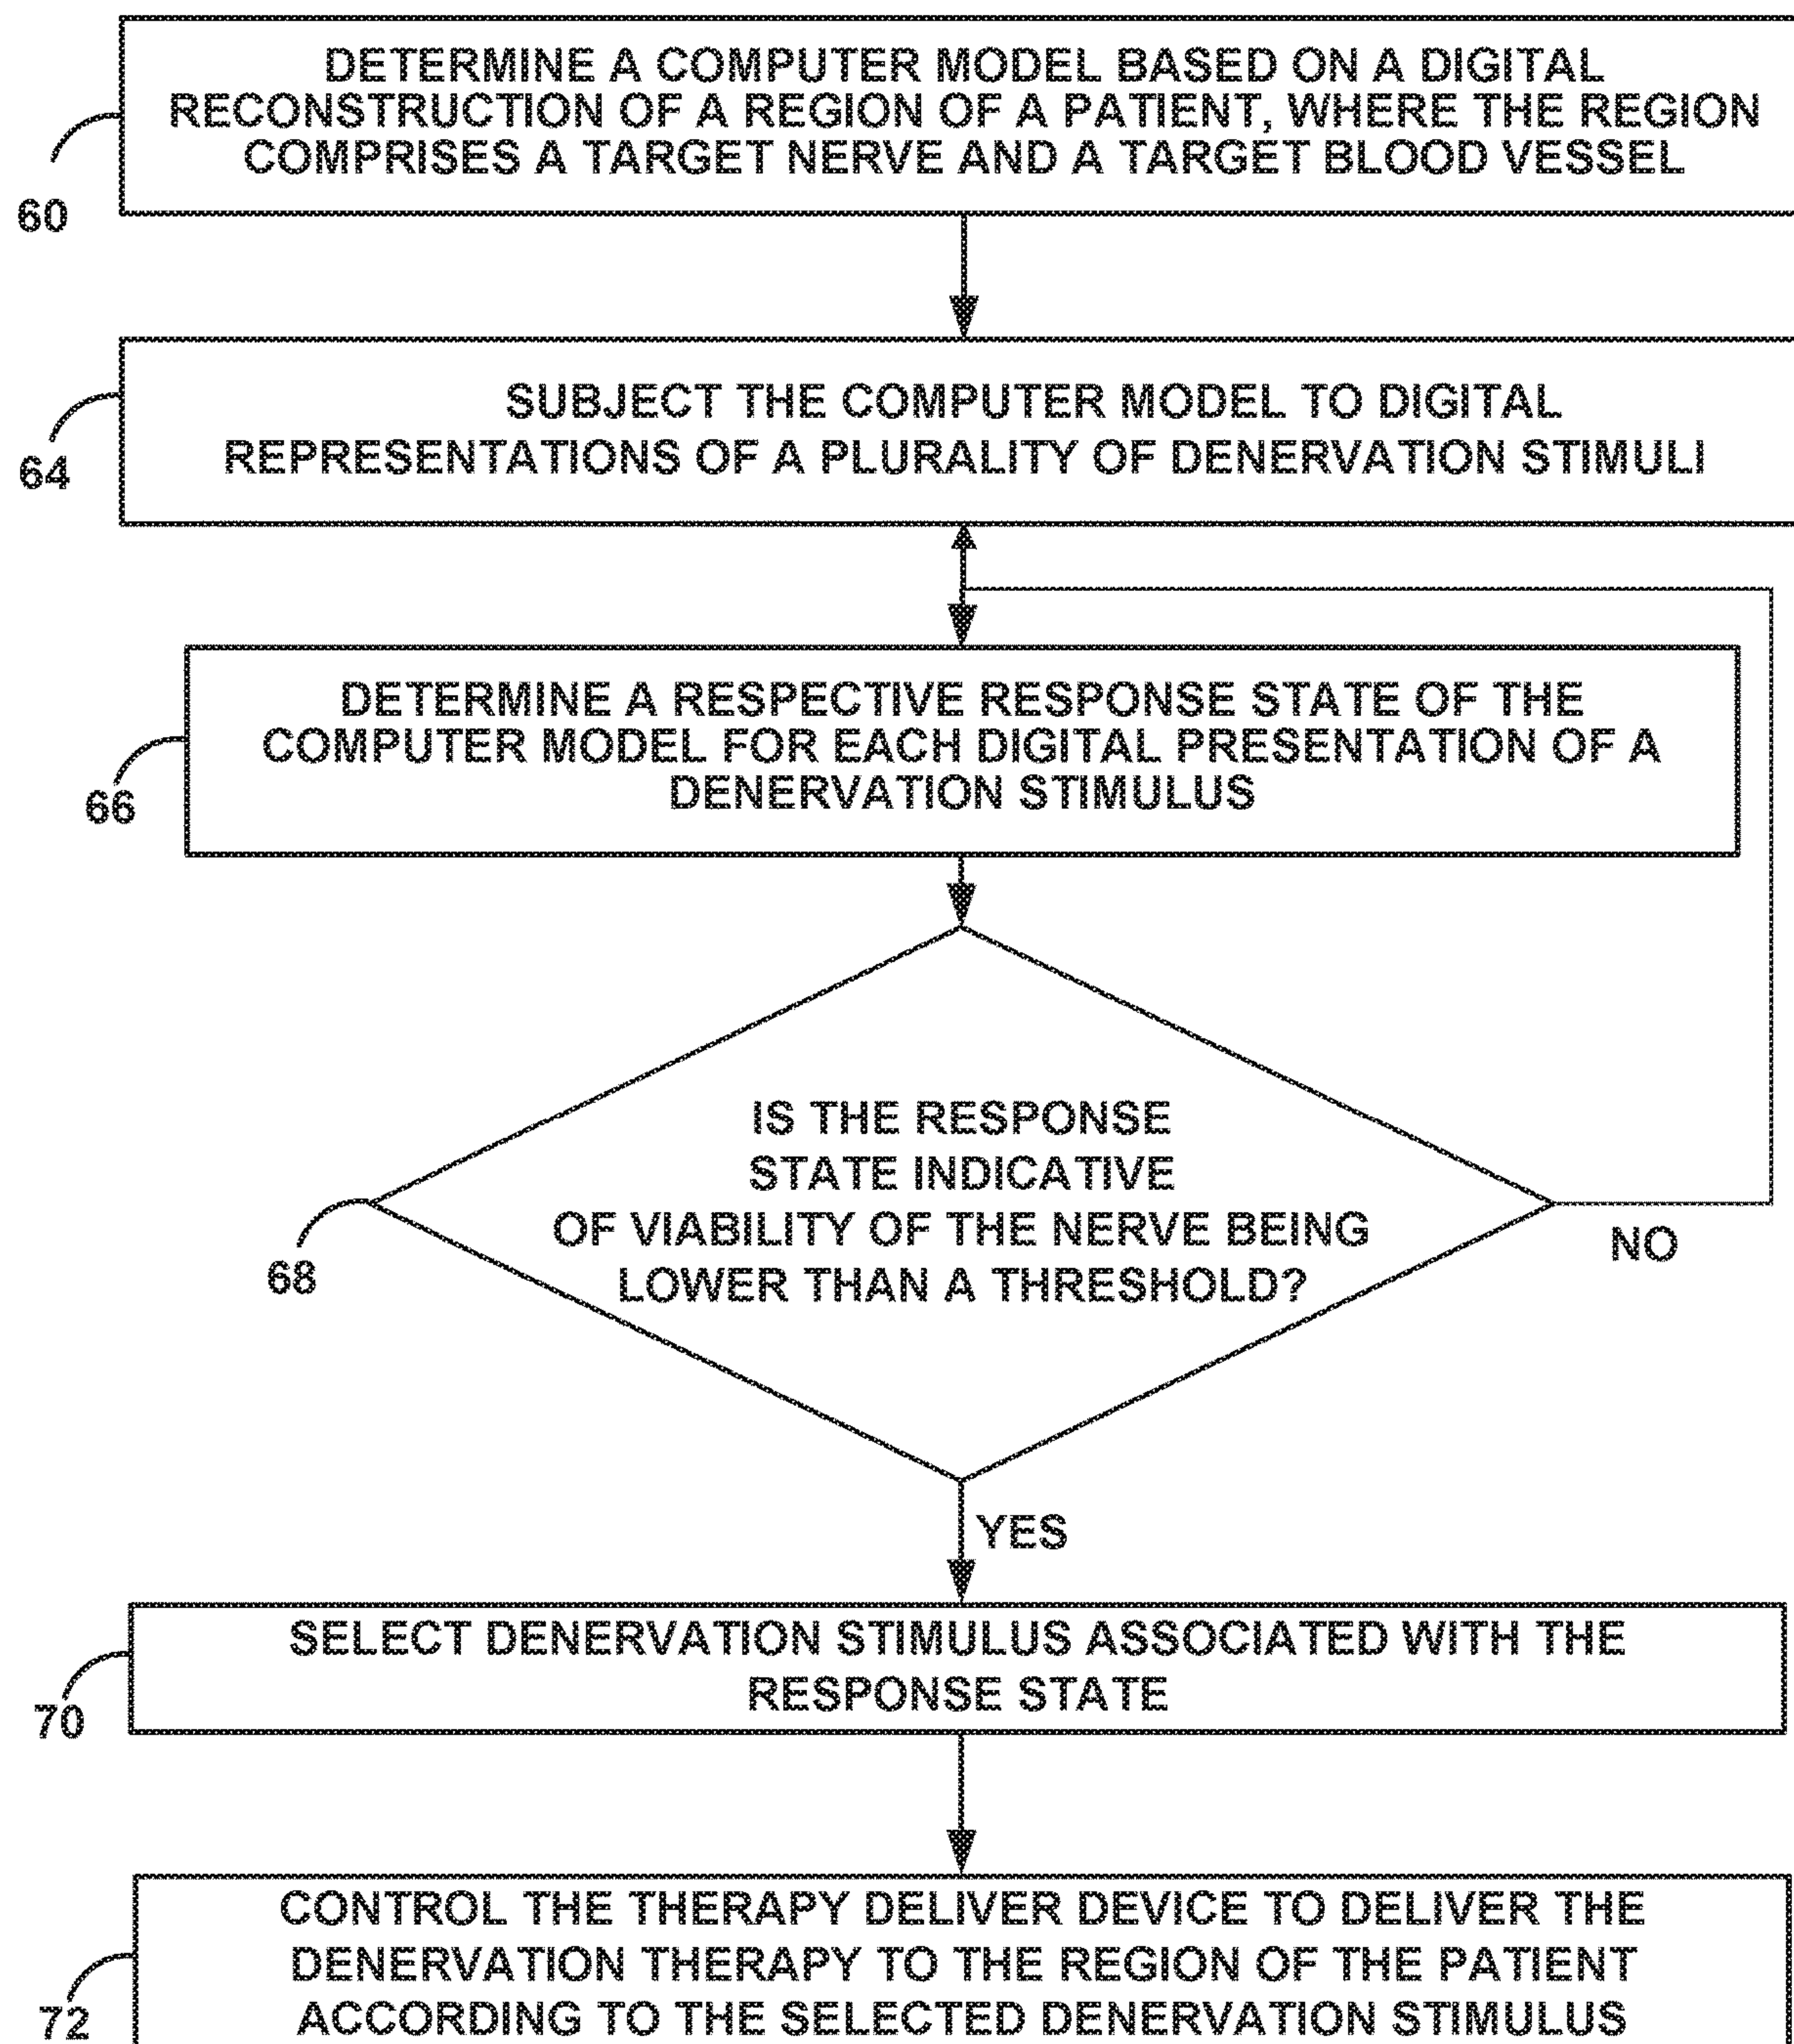 DETERMINE A COMPUTER MODEL BASED ON A DIGITAL
RECONSTRUCTION OF A REGION OF A PATIENT, WHERE THE REGION
COMPRISES A TARGET NERVE AND A TARGET BLOOD VESSEL
60
SUBJECT THE COMPUTER MODEL TO DIGITAL
REPRESENTATIONS OF A PLURALITY OF DENERVATION STIMULI
64
DETERMINE A RESPECTIVE RESPONSE STATE OF THE
COMPUTER MODEL FOR EACH DIGITAL PRESENTATION OF A
DENERVATION STIMULUS
66
IS THE RESPONSE
STATE INDICATIVE
OF VIABILITY OF THE NERVE BEING
LOWER THAN A THRESHOLD?
68
NO
YES
SELECT DENERVATION STIMULUS ASSOCIATED WITH THE
RESPONSE STATE
70
CONTROL THE THERAPY DELIVER DEVICE TO DELIVER THE
DENERVATION THERAPY TO THE REGION OF THE PATIENT
ACCORDING TO THE SELECTED DENERVATION STIMULUS
72